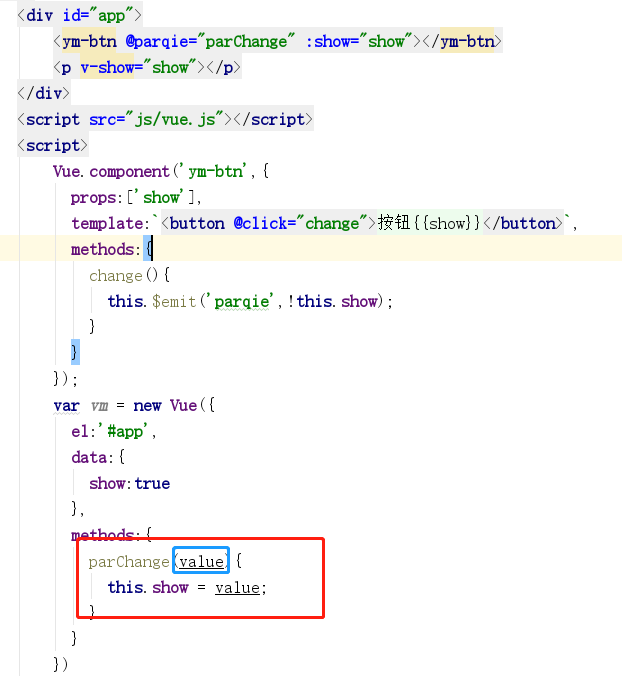 <div id="app">
    <ym-btn @parqie="parChange" :show="show"></ym-btn>
    <p v-show="show"></p>
</div>
<script src="js/vue.js"></script>
<script>
    Vue.component('ym-btn',{
      props:['show'],
      template:`<button @click="change">按钮{{show}}</button>`,
      methods:{
        change(){
          this.$emit('parqie',!this.show);
        }
      }
    });
    var vm = new Vue({
      el:'#app',
      data:{
        show:true
      },
      methods:{
        parChange(value){
          this.show = value;
        }
      }
    })